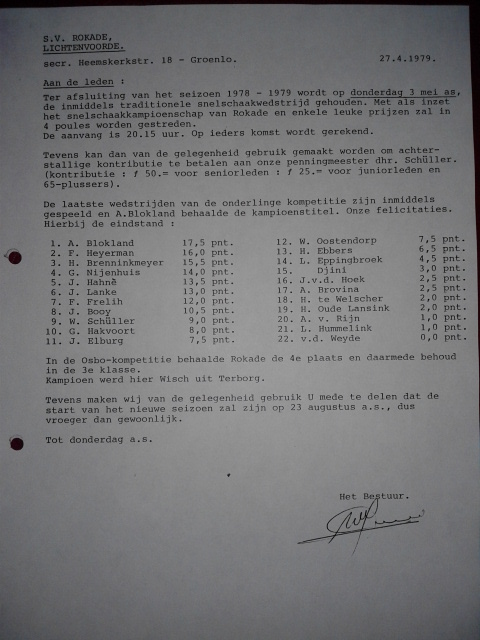 S.V. ROKADE,
LICHTENVOORDE.
secr. Heemskerkstr. 18 - Groenlo. 27.4.1979.
Aan de leden :
Ter afsluiting van het seizoen 1978 - 1979 wordt op donderdag 3 mei as,
de inmiddels traditionele snelschaakwedstrijd gehouden. Met als inzet
het snelschaakkampioenschap van Rokade en enkele leuke prijzen zal in
4 poules worden gestreden.
De aanvang is 20.15 uur. Op ieders komst wordt gerekend.
Tevens kan dan van de gelegenheid gebruik gemaakt worden om achter-
stallige kontributie te betalen aan onze penningmeester dhr. Schüller.
(kontributie : ƒ 50.= voor seniorleden : ƒ 25.= voor juniorleden en
65-plussers).
De laatste wedstrijden van de onderlinge kompetitie zijn inmiddels
gespeeld en A.Blokland behaalde de kampioenstitel. Onze felicitaties.
Hierbij de eindstand :
1. A. Blokland 17,5 pnt.
2. F. Heyerman 16,0 pnt.
3. H. Brenninkmeyer 15,5 pnt.
4. G. Nijenhuis 14,0 pnt.
5. J. Hahnè 13,5 pnt.
6. J. Lanke 13,0 pnt.
7. F. Frelih 12,0 pnt.
8. J. Booy 10,5 pnt.
9. W. Schüller 9,0 pnt.
10. G. Hakvoort 8,0 pnt.
11. J. Elburg 7,5 pnt.
12. W. Oostendorp 7,5 pnt.
13. H. Ebbers 6,5 pnt.
14. L. Eppingbroek 4,5 pnt.
15. Djini 3,0 pnt.
16. J.v.d. Hoek 2,5 pnt.
17. A. Brovina 2,5 pnt.
18. H. te Welscher 2,0 pnt.
19. H. Oude Lansink 2,0 pnt.
20. A. v. Rijn 1,0 pnt.
21. L. Hummelink 1,0 pnt.
22. v.d. Weyde 0,0 pnt.
In de Osbo-kompetitie behaalde Rokade de 4e plaats en daarmede behoud
in de 3e klasse.
Kampioen werd hier Wisch uit Terborg.
Tevens maken wij van de gelegenheid gebruik U mede te delen dat de
start van het nieuwe seizoen zal zijn op 23 augustus a.s., dus
vroeger dan gewoonlijk.
Tot donderdag a.s.
Het Bestuur.